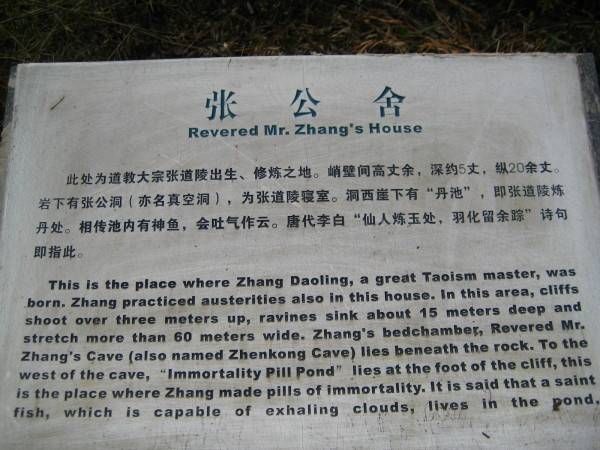 张公舍
Revered Mr. Zhang's House
此处为道教大宗张道陵出生、修炼之地。峭壁间高丈余，深约5丈，纵20余丈。
岩下有张公洞（亦名真空洞），为张道陵寝室。洞西崖下有“丹池”，即张道陵炼
丹处。相传池内有神鱼，会吐气作云。唐代李白“仙人炼玉处，羽化留余踪”诗句
即指此。
This is the place where Zhang Daoling, a great Taoism master, was
born. Zhang practiced austerities also in this house. In this area, cliffs
shoot over three meters up, ravines sink about 15 meters deep and
stretch more than 60 meters wide. Zhang's bedchamber, Revered Mr.
Zhang's Cave (also named Zhenkong Cave) lies beneath the rock. To the
west of the cave, “Immortality Pill Pond” lies at the foot of the cliff, this
is the place where Zhang made pills of immortality. It is said that a saint
fish, which is capable of exhaling clouds, lives in the pond.